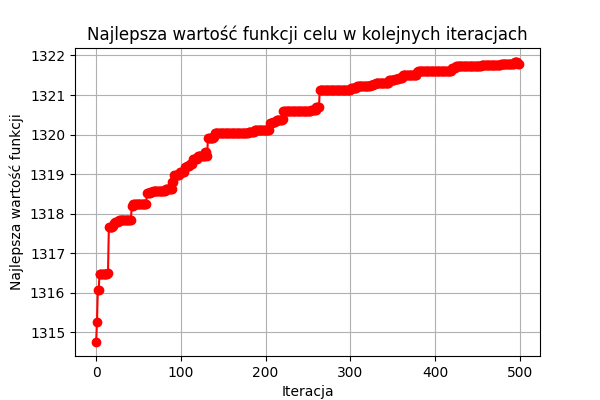 Najlepsza wartość funkcji celu w kolejnych iteracjach
Najlepsza wartość funkcji
1322
1321
1320
1319
1318
1317
1316
1315
0 100 200 300 400 500
Iteracja